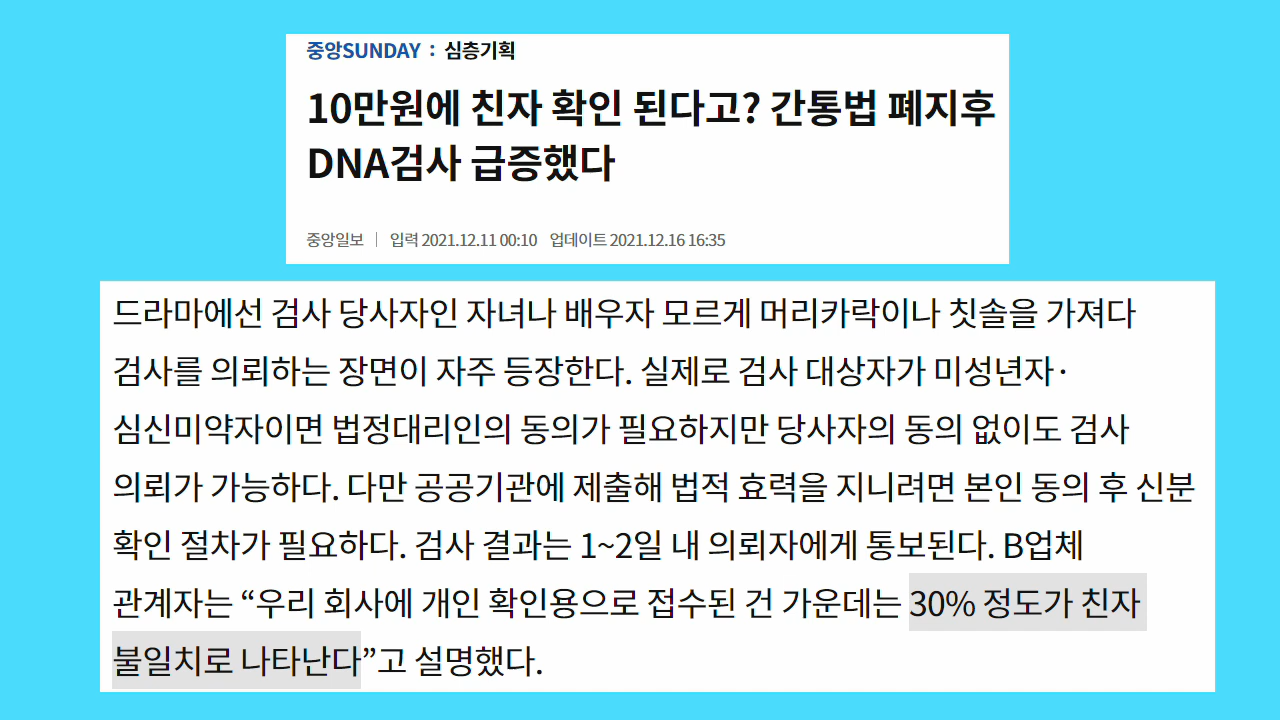 중앙SUNDAY : 심층기획
10만원에 친자 확인 된다고? 간통법 폐지후
DNA검사 급증했다
중앙일보 | 입력 2021.12.11 00:10 업데이트 2021.12.16 16:35
드라마에선 검사 당사자인 자녀나 배우자 모르게 머리카락이나 칫솔을 가져다
검사를 의뢰하는 장면이 자주 등장한다. 실제로 검사 대상자가 미성년자·
심신미약자이면 법정대리인의 동의가 필요하지만 당사자의 동의 없이도 검사
의뢰가 가능하다. 다만 공공기관에 제출해 법적 효력을 지니려면 본인 동의 후 신분
확인 절차가 필요하다. 검사 결과는 1~2일 내 의뢰자에게 통보된다. B업체
관계자는 “우리 회사에 개인 확인용으로 접수된 건 가운데는 30% 정도가 친자
불일치로 나타난다”고 설명했다.